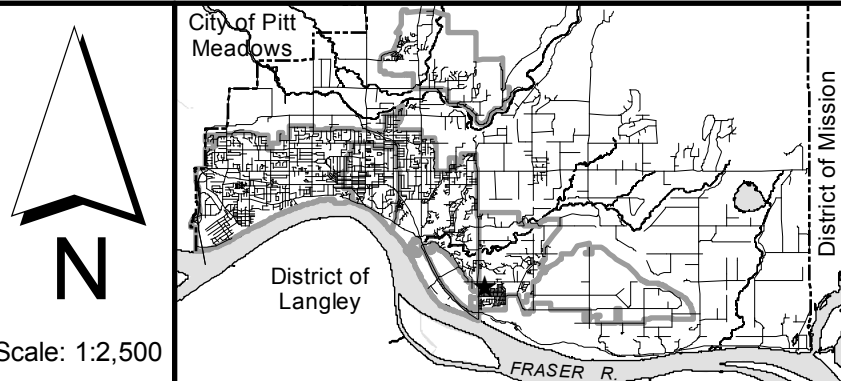 City of Pitt
Meadows
District of Mission
N
District of
Langley
Scale: 1:2,500
FRASER R.